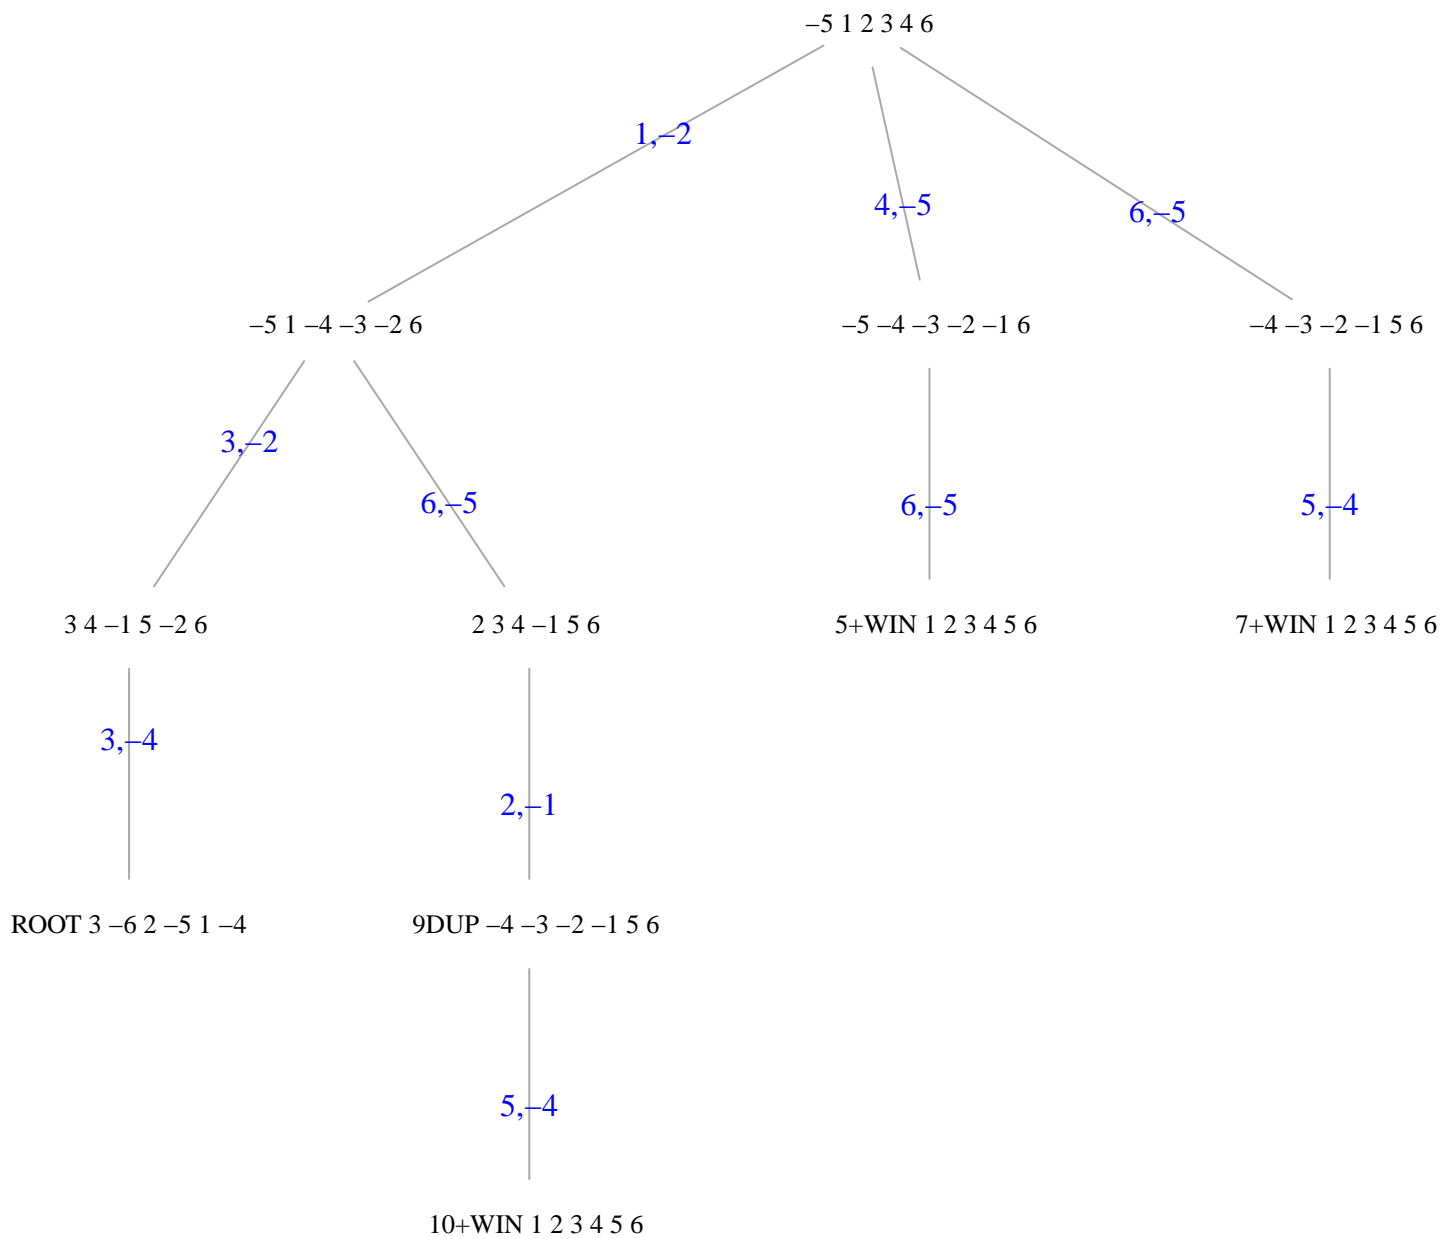 –5 1 2 3 4 6
1,–2
4,–5
6,–5
–5 1 –4 –3 –2 6
–5 –4 –3 –2 –1 6
–4 –3 –2 –1 5 6
3,–2
6,–5
6,–5
5,–4
3 4 –1 5 –2 6
2 3 4 –1 5 6
5+WIN 1 2 3 4 5 6
7+WIN 1 2 3 4 5 6
3,–4
2,–1
ROOT 3 –6 2 –5 1 –4
9DUP –4 –3 –2 –1 5 6
5,–4
10+WIN 1 2 3 4 5 6